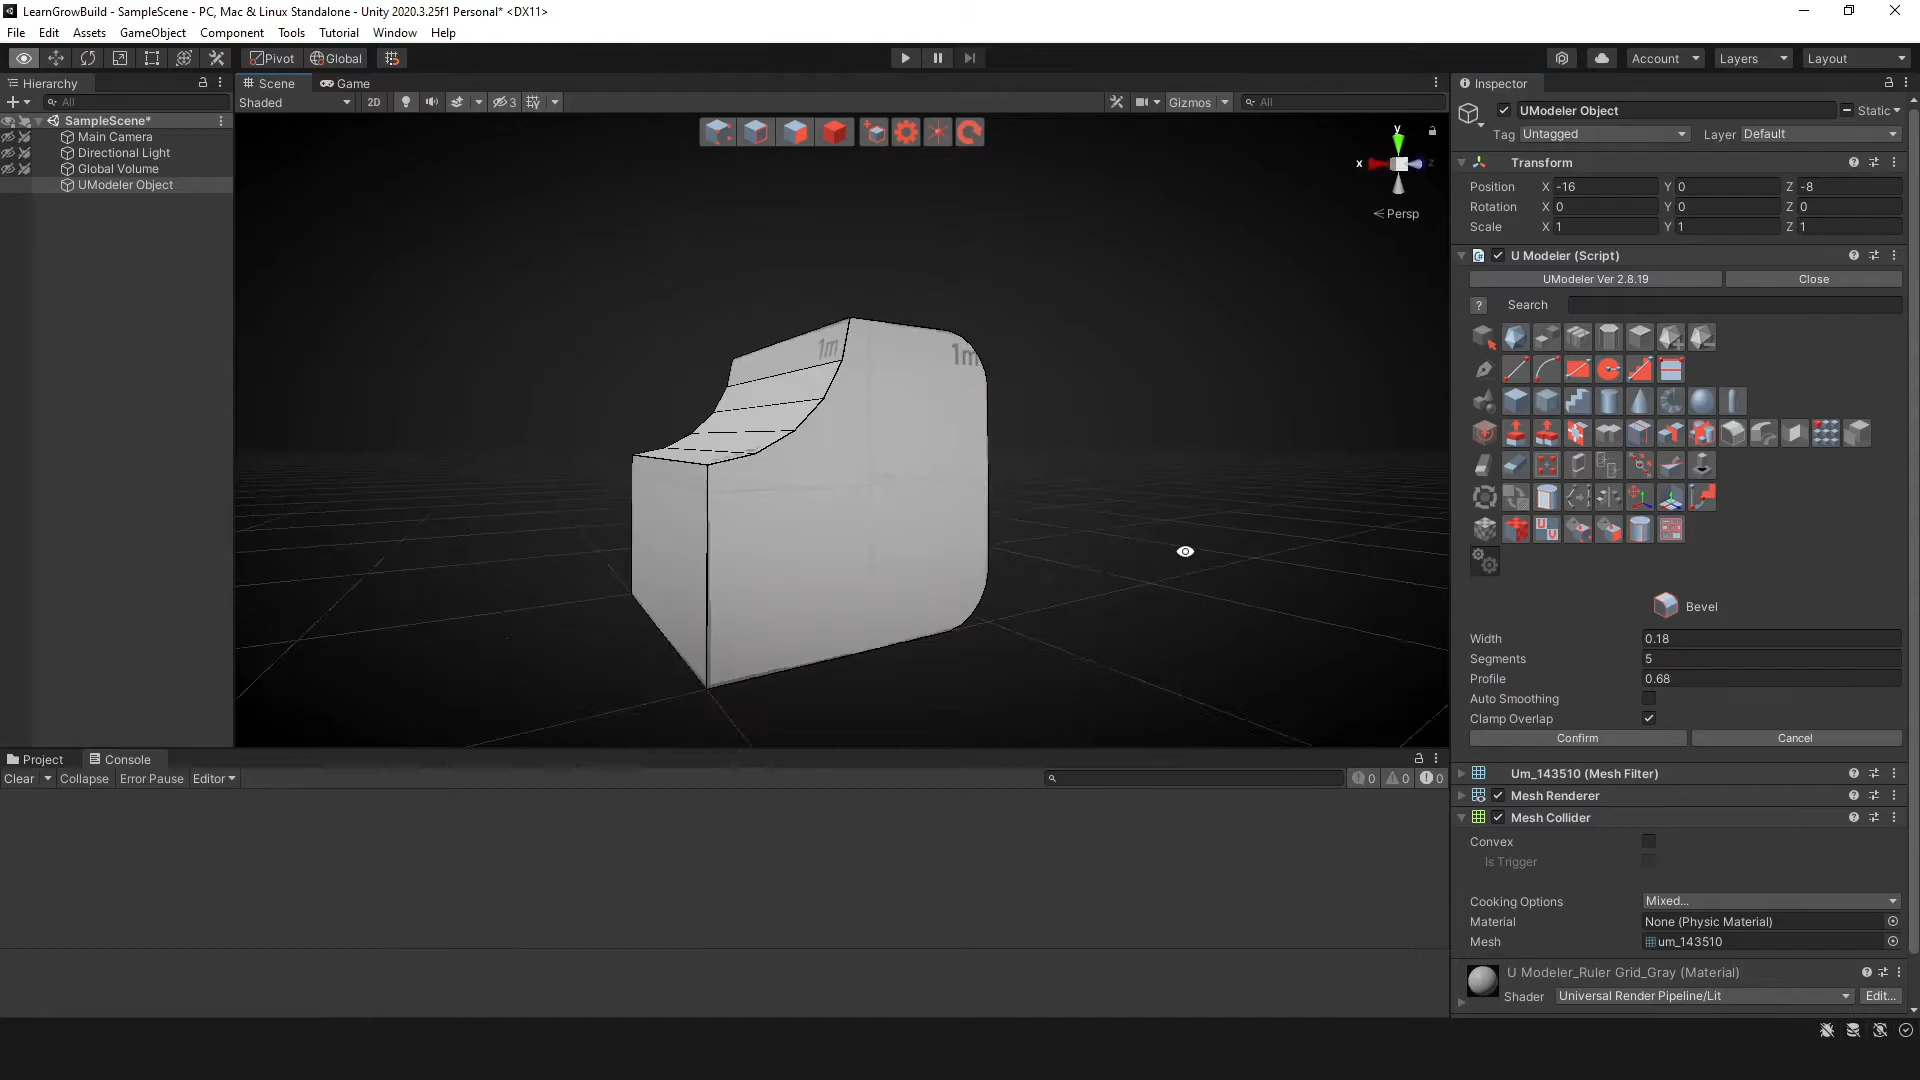 LearnGrowBuild - SampleScene - PC, Mac & Linux Standalone - Unity 2020.3.25f1 Personal* <DX11>
File Edit Assets GameObject Component Tools Tutorial Window Help
Pivot Global Account Layers Layout
Hierarchy
All
SampleScene*
Main Camera
Directional Light
Global Volume
UModeler Object
Scene Game
Shaded 2D 3 Gizmos All
y
x z
Persp
1m
1m
Inspector
UModeler Object Static
Tag Untagged Layer Default
Transform
Position X -16 Y 0 Z -8
Rotation X 0 Y 0 Z 0
Scale X 1 Y 1 Z 1
U Modeler (Script)
UModeler Ver 2.8.19 Close
? Search
Bevel
Width 0.18
Segments 5
Profile 0.68
Auto Smoothing
Clamp Overlap
Confirm Cancel
Um_143510 (Mesh Filter)
Mesh Renderer
Mesh Collider
Convex
Is Trigger
Cooking Options Mixed...
Material None (Physic Material)
Mesh um_143510
U Modeler_Ruler Grid_Gray (Material)
Shader Universal Render Pipeline/Lit Edit...
Project Console
Clear Collapse Error Pause Editor 0 0 0